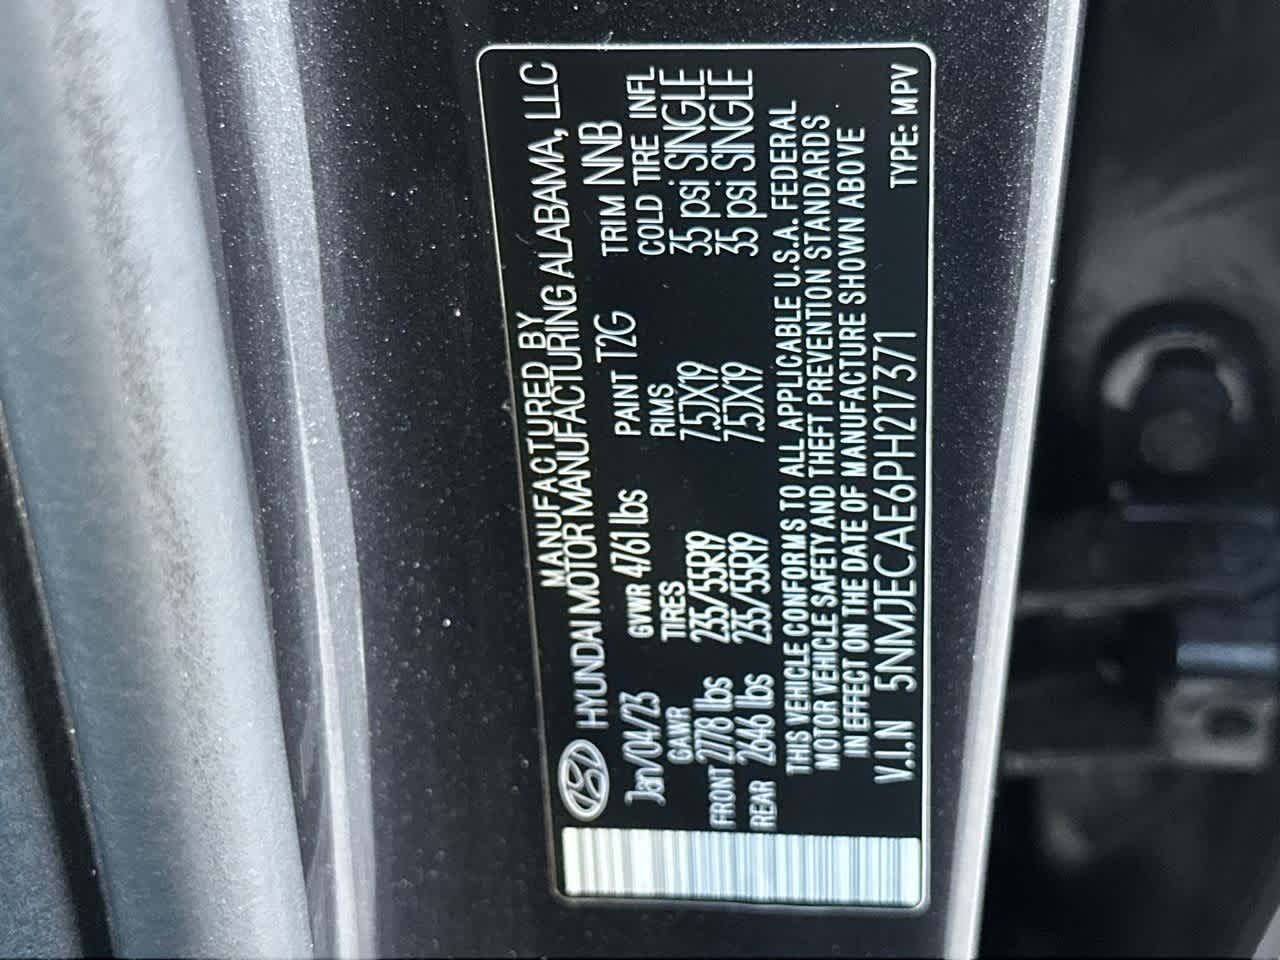 MANUFACTURED BY
HYUNDAI MOTOR MANUFACTURING ALABAMA, LLC
Jan/04/23 GVWR 4761 lbs PAINT T2G TRIM NNB
GAWR TIRES RIMS COLD TIRE INFL
FRONT 2778 lbs 235/55R19 7.5JX19 35 psi SINGLE
REAR 2646 lbs 235/55R19 7.5JX19 35 psi SINGLE
THIS VEHICLE CONFORMS TO ALL APPLICABLE U.S.A. FEDERAL
MOTOR VEHICLE SAFETY AND THEFT PREVENTION STANDARDS
IN EFFECT ON THE DATE OF MANUFACTURE SHOWN ABOVE
V.I.N 5NMJECAE6PH217371 TYPE: MPV